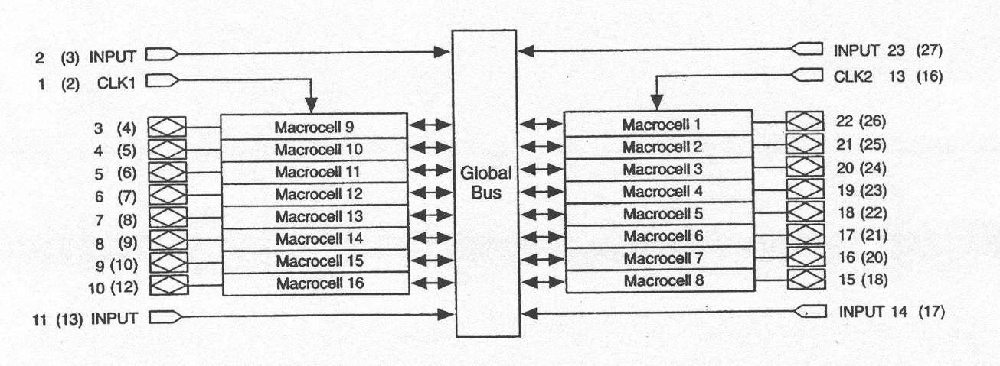 2 (3) INPUT
1 (2) CLK1
3 (4)
4 (5)
5 (6)
6 (7)
7 (8)
8 (9)
9 (10)
10 (12)
11 (13) INPUT
Macrocell 9
Macrocell 10
Macrocell 11
Macrocell 12
Macrocell 13
Macrocell 14
Macrocell 15
Macrocell 16
Global
Bus
Macrocell 1
Macrocell 2
Macrocell 3
Macrocell 4
Macrocell 5
Macrocell 6
Macrocell 7
Macrocell 8
INPUT 23 (27)
CLK2 13 (16)
22 (26)
21 (25)
20 (24)
19 (23)
18 (22)
17 (21)
16 (20)
15 (18)
INPUT 14 (17)